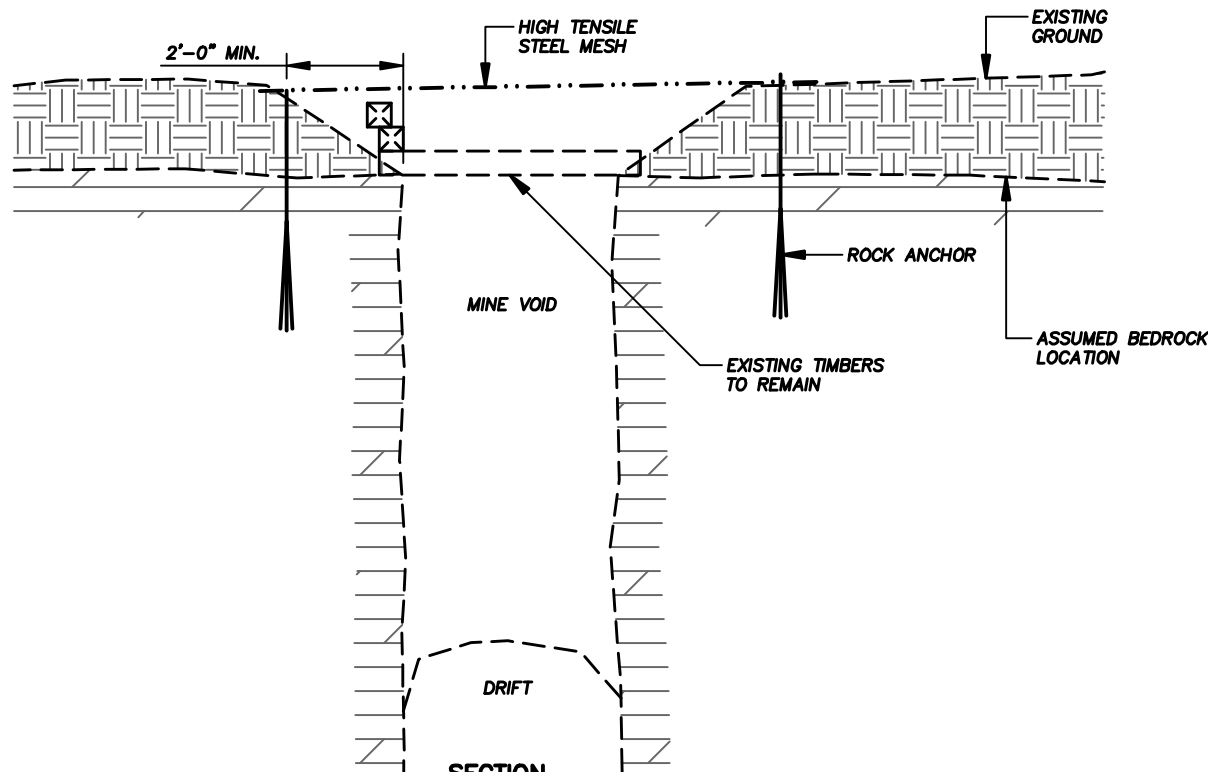 HIGH TENSILE
STEEL MESH
EXISTING
GROUND
2'-0" MIN.
ROCK ANCHOR
MINE VOID
ASSUMED BEDROCK
LOCATION
EXISTING TIMBERS
TO REMAIN
DRIFT
SECTION